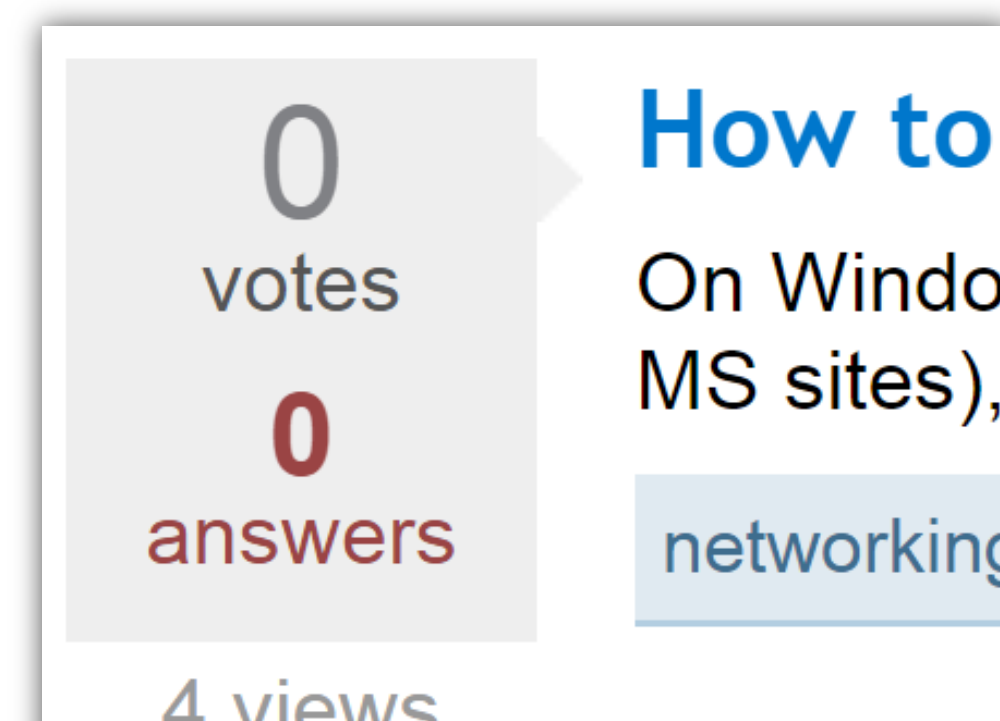 0
votes
0
answers
4 views
How to
On Windo
MS sites),
networking